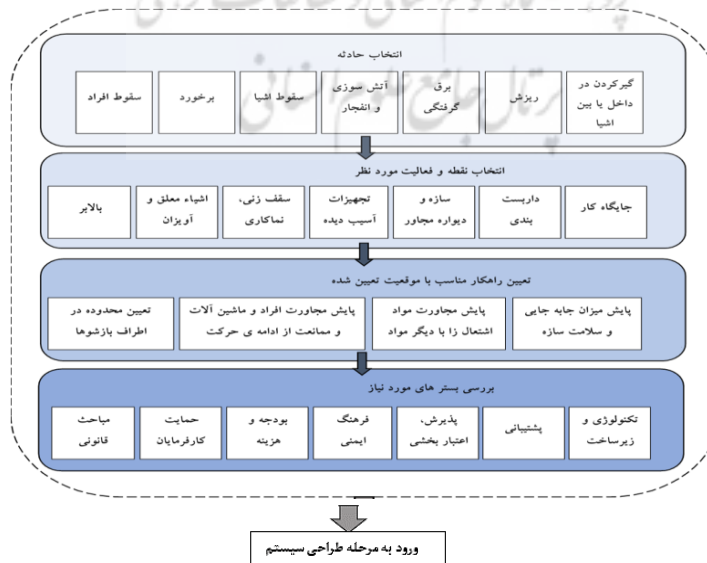 انتخاب حادثه
گیرکردن در
داخل یا بین
اشیا
ریزش
برق
گرفتگی
آتش سوزی
و انفجار
سقوط اشیا
برخورد
سقوط افراد
پرتال جامع علوم انسانی
انتخاب نقطه و فعالیت مورد نظر
جایگاه کار
داربست
بندی
سازه و
دیواره مجاور
تجهیزات
آسیب دیده
سقف زنی،
نماکاری
اشیاء معلق و
آویزان
بالابر
تعیین راهکار مناسب با موقعیت تعیین شده
پایش میزان جابه جایی
و سلامت سازه
پایش مجاورت مواد
اشتعال زا با دیگر مواد
پایش مجاورت افراد و ماشین آلات
و ممانعت از ادامه ی حرکت
تعیین محدوده در
اطراف بازشوها
بررسی بستر های مورد نیاز
تکنولوژی و
زیرساخت
پشتیبانی
پذیرش،
اعتبار بخشی
فرهنگ
ایمنی
بودجه و
هزینه
حمایت
کارفرمایان
مباحث
قانونی
ورود به مرحله طراحی سیستم